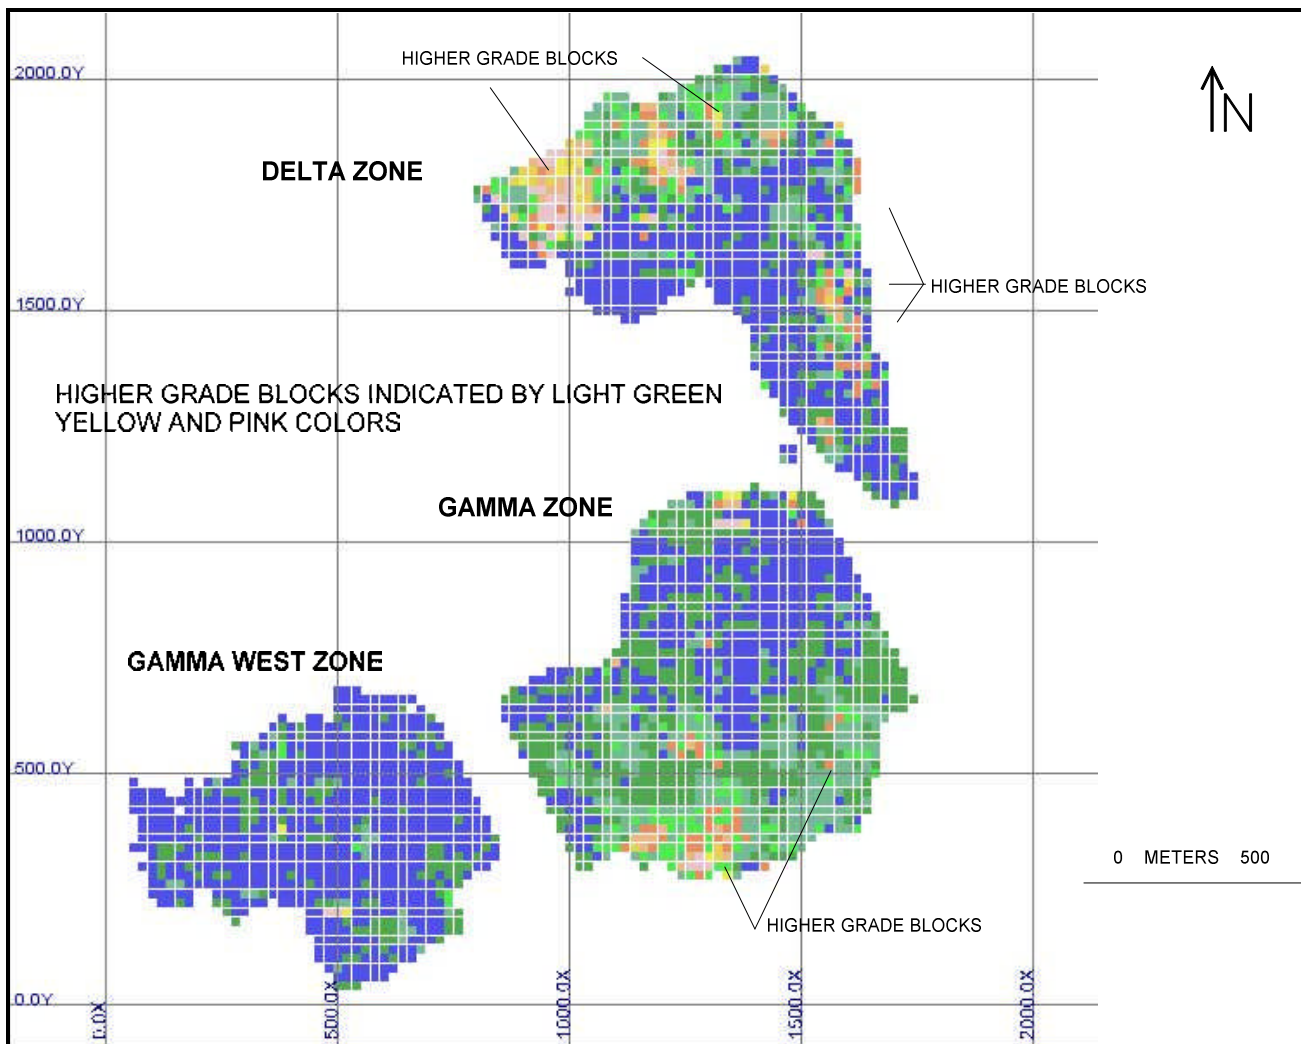 HIGHER GRADE BLOCKS
2000.0Y
N
DELTA ZONE
HIGHER GRADE BLOCKS
1500.0Y
HIGHER GRADE BLOCKS INDICATED BY LIGHT GREEN
YELLOW AND PINK COLORS
GAMMA ZONE
1000.0Y
GAMMA WEST ZONE
500.0Y
0 METERS 500
HIGHER GRADE BLOCKS
0.0Y
0.0X
500.0X
1000.0X
1500.0X
2000.0X